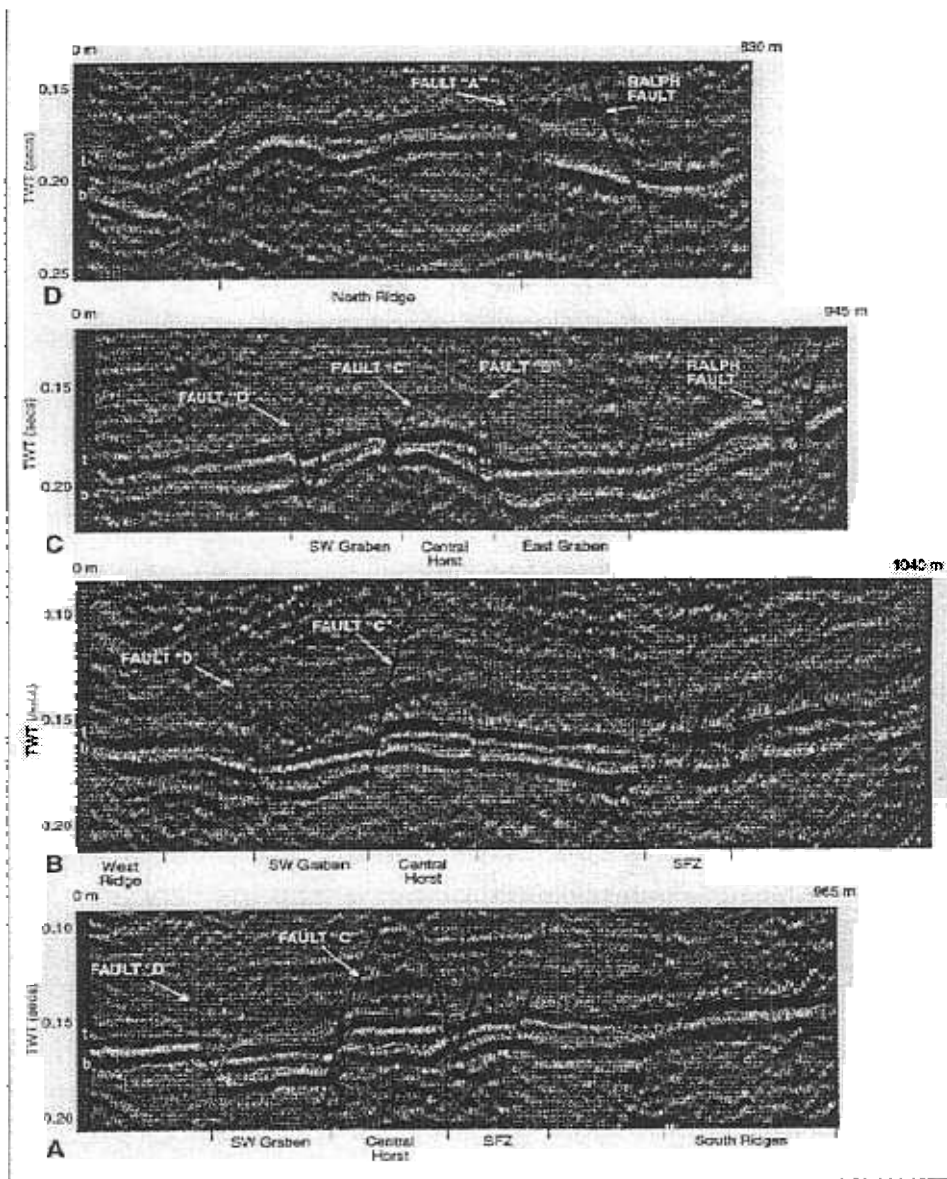 0 m 830 m
FAULT "A" RALPH FAULT
0.15
TWT (secs)
0.20
0.25
D
North Ridge
0 m 945 m
FAULT "D" FAULT "C" RALPH FAULT
0.15
TWT (secs)
0.20
C
SW Graben Central Horst East Graben
0 m 1040 m
0.10
FAULT "C"
FAULT "D"
0.15
TWT
0.20
B
West Ridge SW Graben Central Horst SFZ
0 m 965 m
0.10
FAULT "C"
FAULT "D"
0.15
TWT (secs)
0.20
A
SW Graben Central Horst SFZ South Ridges